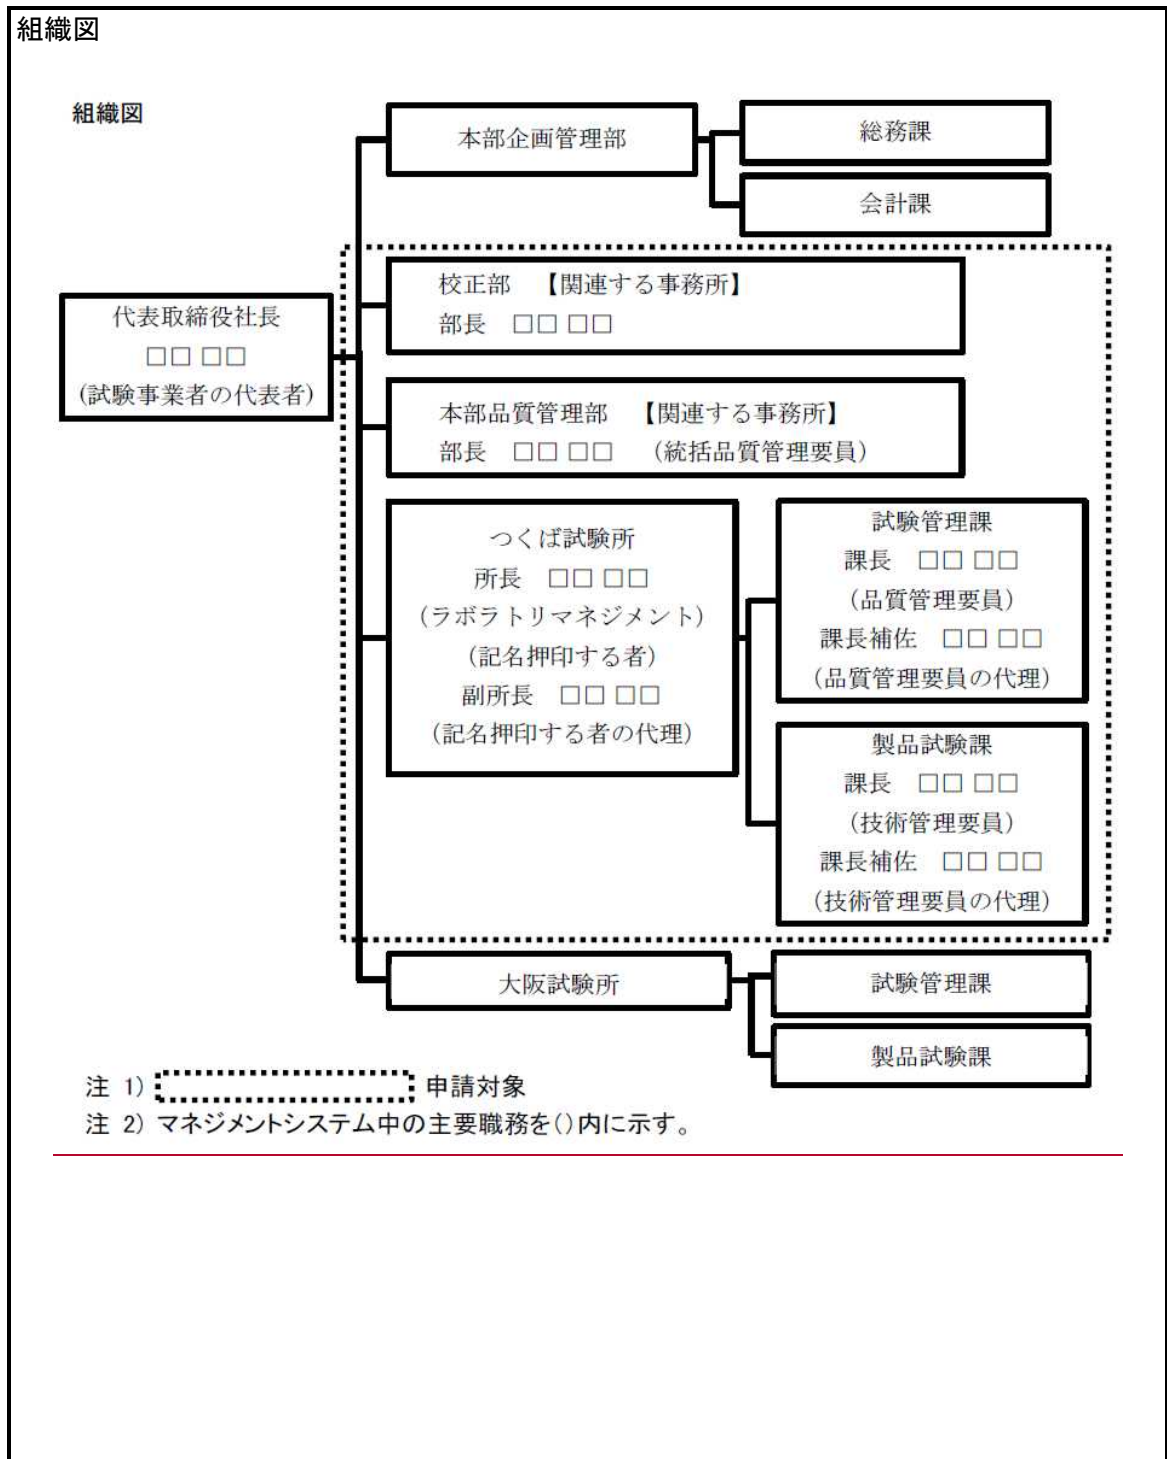 組織図
組織図
本部企画管理部
総務課
会計課
代表取締役社長
□□ □□
(試験事業者の代表者)
校正部　【関連する事務所】
部長　□□ □□
本部品質管理部　【関連する事務所】
部長　□□ □□　(統括品質管理要員)
つくば試験所
所長　□□ □□
(ラボラトリマネジメント)
(記名押印する者)
副所長　□□ □□
(記名押印する者の代理)
試験管理課
課長　□□ □□
(品質管理要員)
課長補佐　□□ □□
(品質管理要員の代理)
製品試験課
課長　□□ □□
(技術管理要員)
課長補佐　□□ □□
(技術管理要員の代理)
大阪試験所
試験管理課
製品試験課
注 1) 申請対象
注 2) マネジメントシステム中の主要職務を()内に示す。